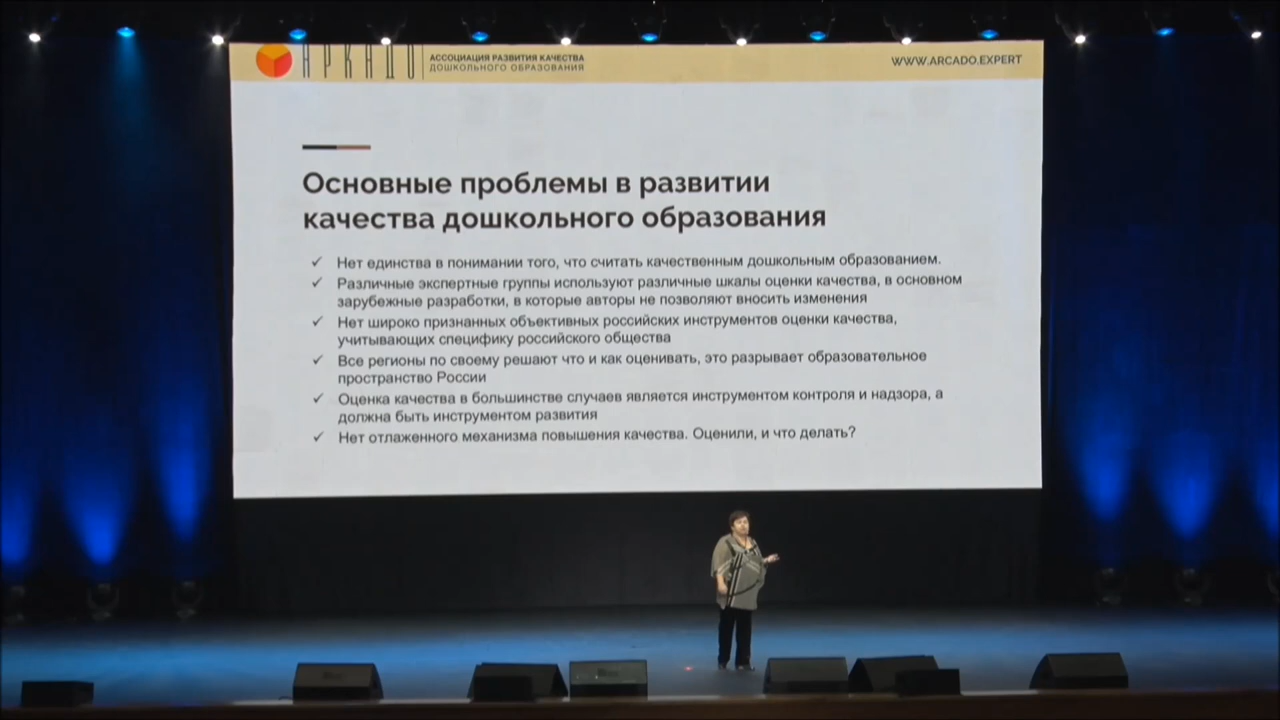 АРКАДО
АССОЦИАЦИЯ РАЗВИТИЯ КАЧЕСТВА
ДОШКОЛЬНОГО ОБРАЗОВАНИЯ
WWW.ARCADO.EXPERT
Основные проблемы в развитии
качества дошкольного образования
Нет единства в понимании того, что считать качественным дошкольным образованием.
Различные экспертные группы используют различные шкалы оценки качества, в основном
зарубежные разработки, в которые авторы не позволяют вносить изменения
Нет широко признанных объективных российских инструментов оценки качества,
учитывающих специфику российского общества
Все регионы по своему решают что и как оценивать, это разрывает образовательное
пространство России
Оценка качества в большинстве случаев является инструментом контроля и надзора, а
должна быть инструментом развития
Нет отлаженного механизма повышения качества. Оценили, и что делать?